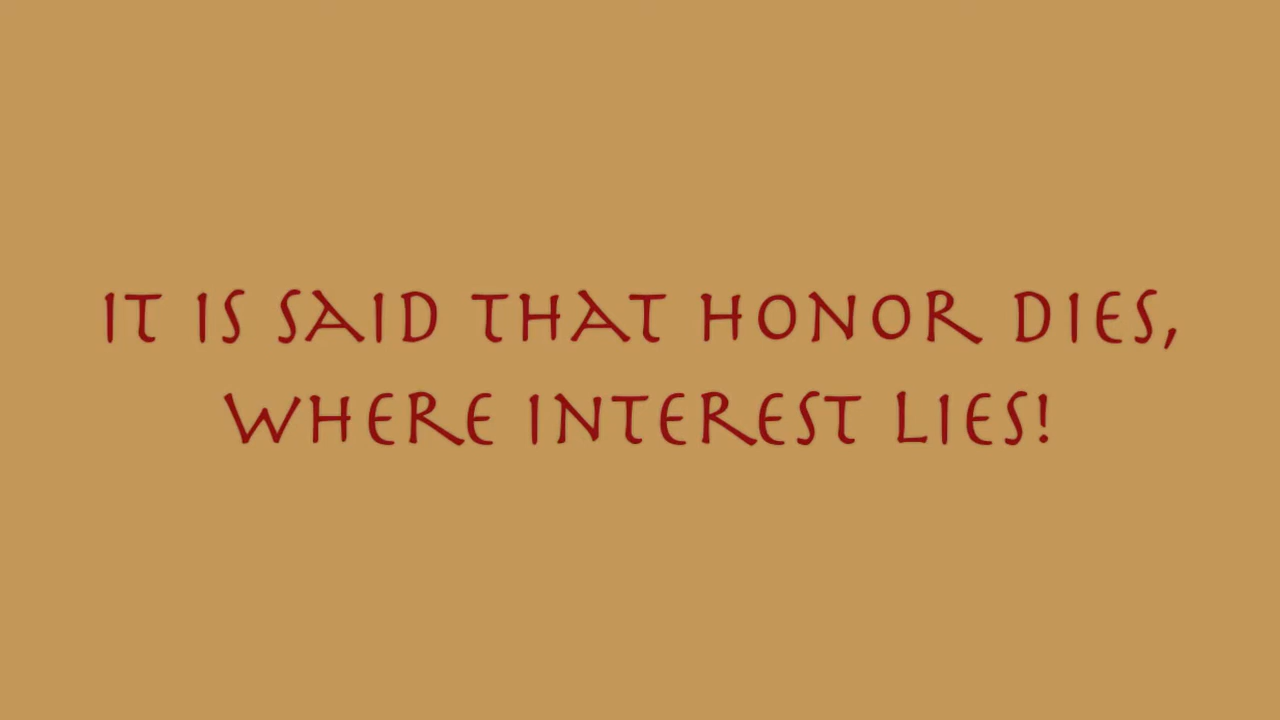 IT IS SAID THAT HONOR DIES,
WHERE INTEREST LIES!